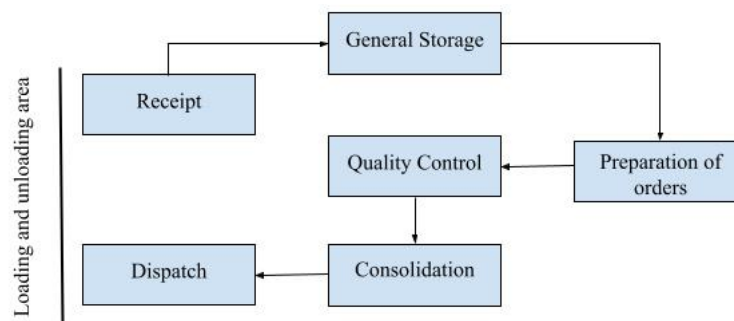 General Storage
Receipt
Loading and unloading area
Quality Control
Preparation of
orders
Dispatch
Consolidation